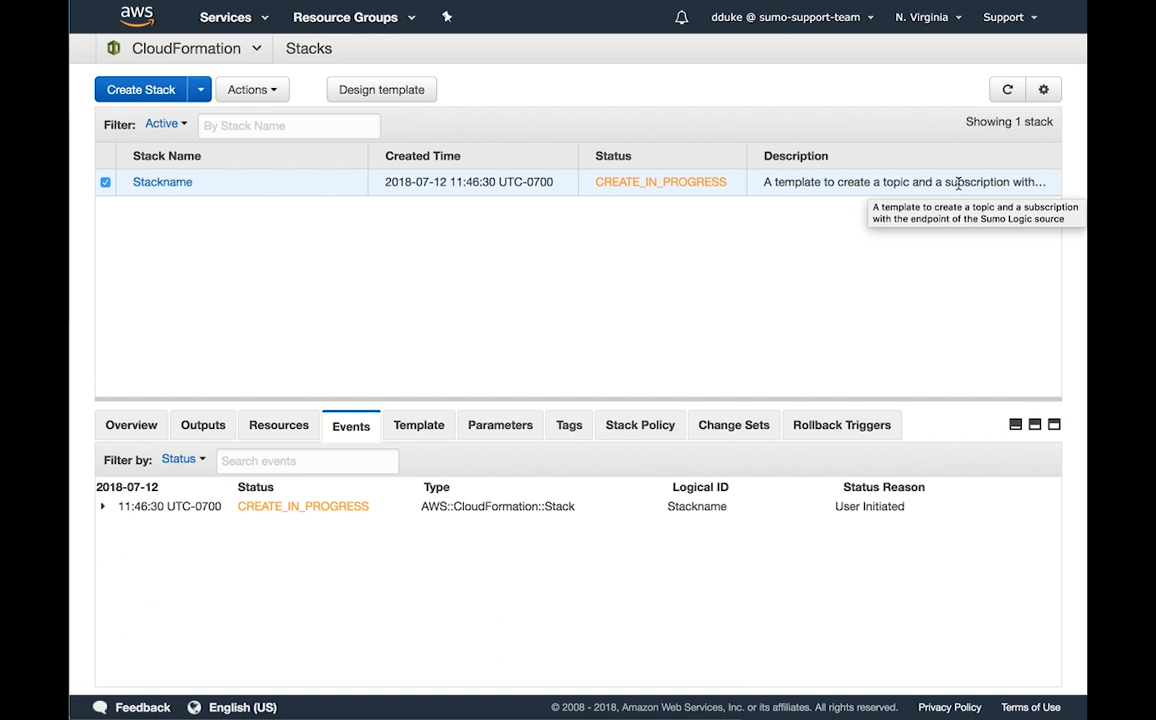 aws Services Resource Groups dduke @ sumo-support-team N. Virginia Support
CloudFormation Stacks
Create Stack Actions Design template
Filter: Active By Stack Name Showing 1 stack
Stack Name Created Time Status Description
Stackname 2018-07-12 11:46:30 UTC-0700 CREATE_IN_PROGRESS A template to create a topic and a subscription with...
A template to create a topic and a subscription
with the endpoint of the Sumo Logic source
Overview Outputs Resources Events Template Parameters Tags Stack Policy Change Sets Rollback Triggers
Filter by: Status Search events
2018-07-12 Status Type Logical ID Status Reason
11:46:30 UTC-0700 CREATE_IN_PROGRESS AWS::CloudFormation::Stack Stackname User Initiated
Feedback English (US) © 2008 - 2018, Amazon Web Services, Inc. or its affiliates. All rights reserved. Privacy Policy Terms of Use